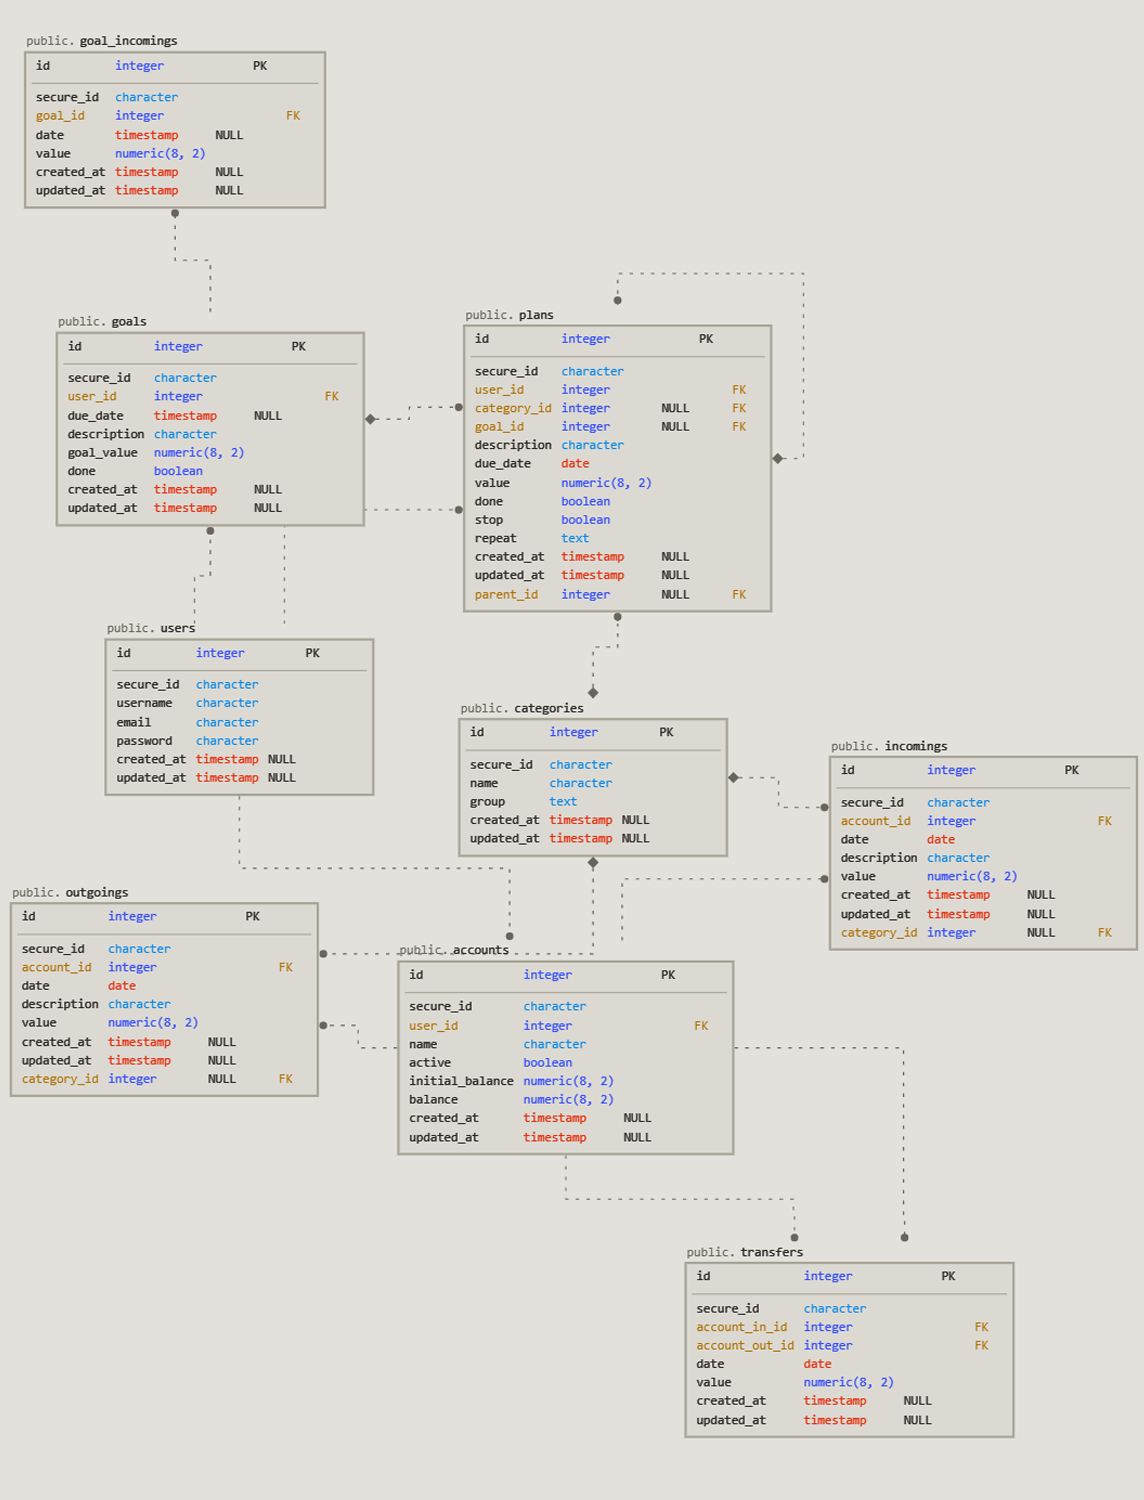 public. goal_incomings
id integer PK
secure_id character
goal_id integer FK
date timestamp NULL
value numeric(8, 2)
created_at timestamp NULL
updated_at timestamp NULL
public. goals
id integer PK
secure_id character
user_id integer FK
due_date timestamp NULL
description character
goal_value numeric(8, 2)
done boolean
created_at timestamp NULL
updated_at timestamp NULL
public. plans
id integer PK
secure_id character
user_id integer FK
category_id integer NULL FK
goal_id integer NULL FK
description character
due_date date
value numeric(8, 2)
done boolean
stop boolean
repeat text
created_at timestamp NULL
updated_at timestamp NULL
parent_id integer NULL FK
public. users
id integer PK
secure_id character
username character
email character
password character
created_at timestamp NULL
updated_at timestamp NULL
public. categories
id integer PK
secure_id character
name character
group text
created_at timestamp NULL
updated_at timestamp NULL
public. incomings
id integer PK
secure_id character
account_id integer FK
date date
description character
value numeric(8, 2)
created_at timestamp NULL
updated_at timestamp NULL
category_id integer NULL FK
public. outgoings
id integer PK
secure_id character
account_id integer FK
date date
description character
value numeric(8, 2)
created_at timestamp NULL
updated_at timestamp NULL
category_id integer NULL FK
public. accounts
id integer PK
secure_id character
user_id integer FK
name character
active boolean
initial_balance numeric(8, 2)
balance numeric(8, 2)
created_at timestamp NULL
updated_at timestamp NULL
public. transfers
id integer PK
secure_id character
account_in_id integer FK
account_out_id integer FK
date date
value numeric(8, 2)
created_at timestamp NULL
updated_at timestamp NULL